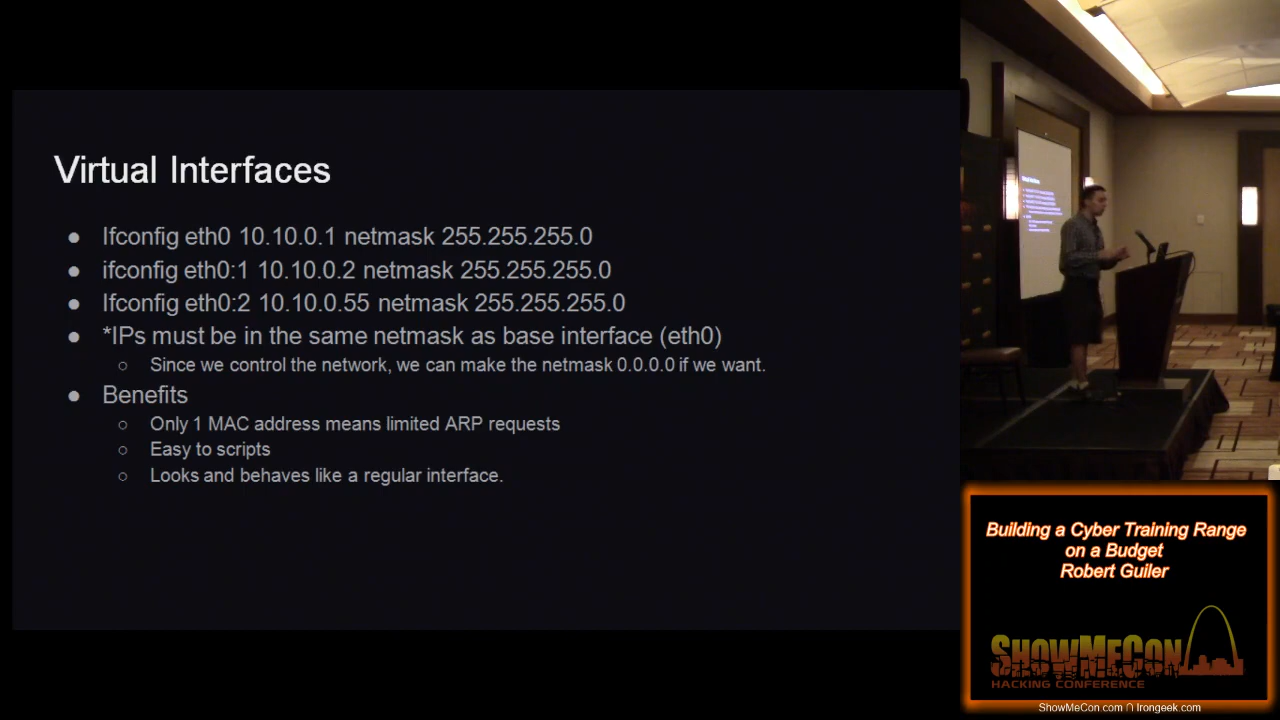 Virtual Interfaces
● Ifconfig eth0 10.10.0.1 netmask 255.255.255.0
● ifconfig eth0:1 10.10.0.2 netmask 255.255.255.0
● Ifconfig eth0:2 10.10.0.55 netmask 255.255.255.0
● *IPs must be in the same netmask as base interface (eth0)
○ Since we control the network, we can make the netmask 0.0.0.0 if we want.
● Benefits
○ Only 1 MAC address means limited ARP requests
○ Easy to scripts
○ Looks and behaves like a regular interface.
Building a Cyber Training Range
on a Budget
Robert Guiler
ShowMeCon
HACKING CONFERENCE
ShowMeCon.com ∩ Irongeek.com